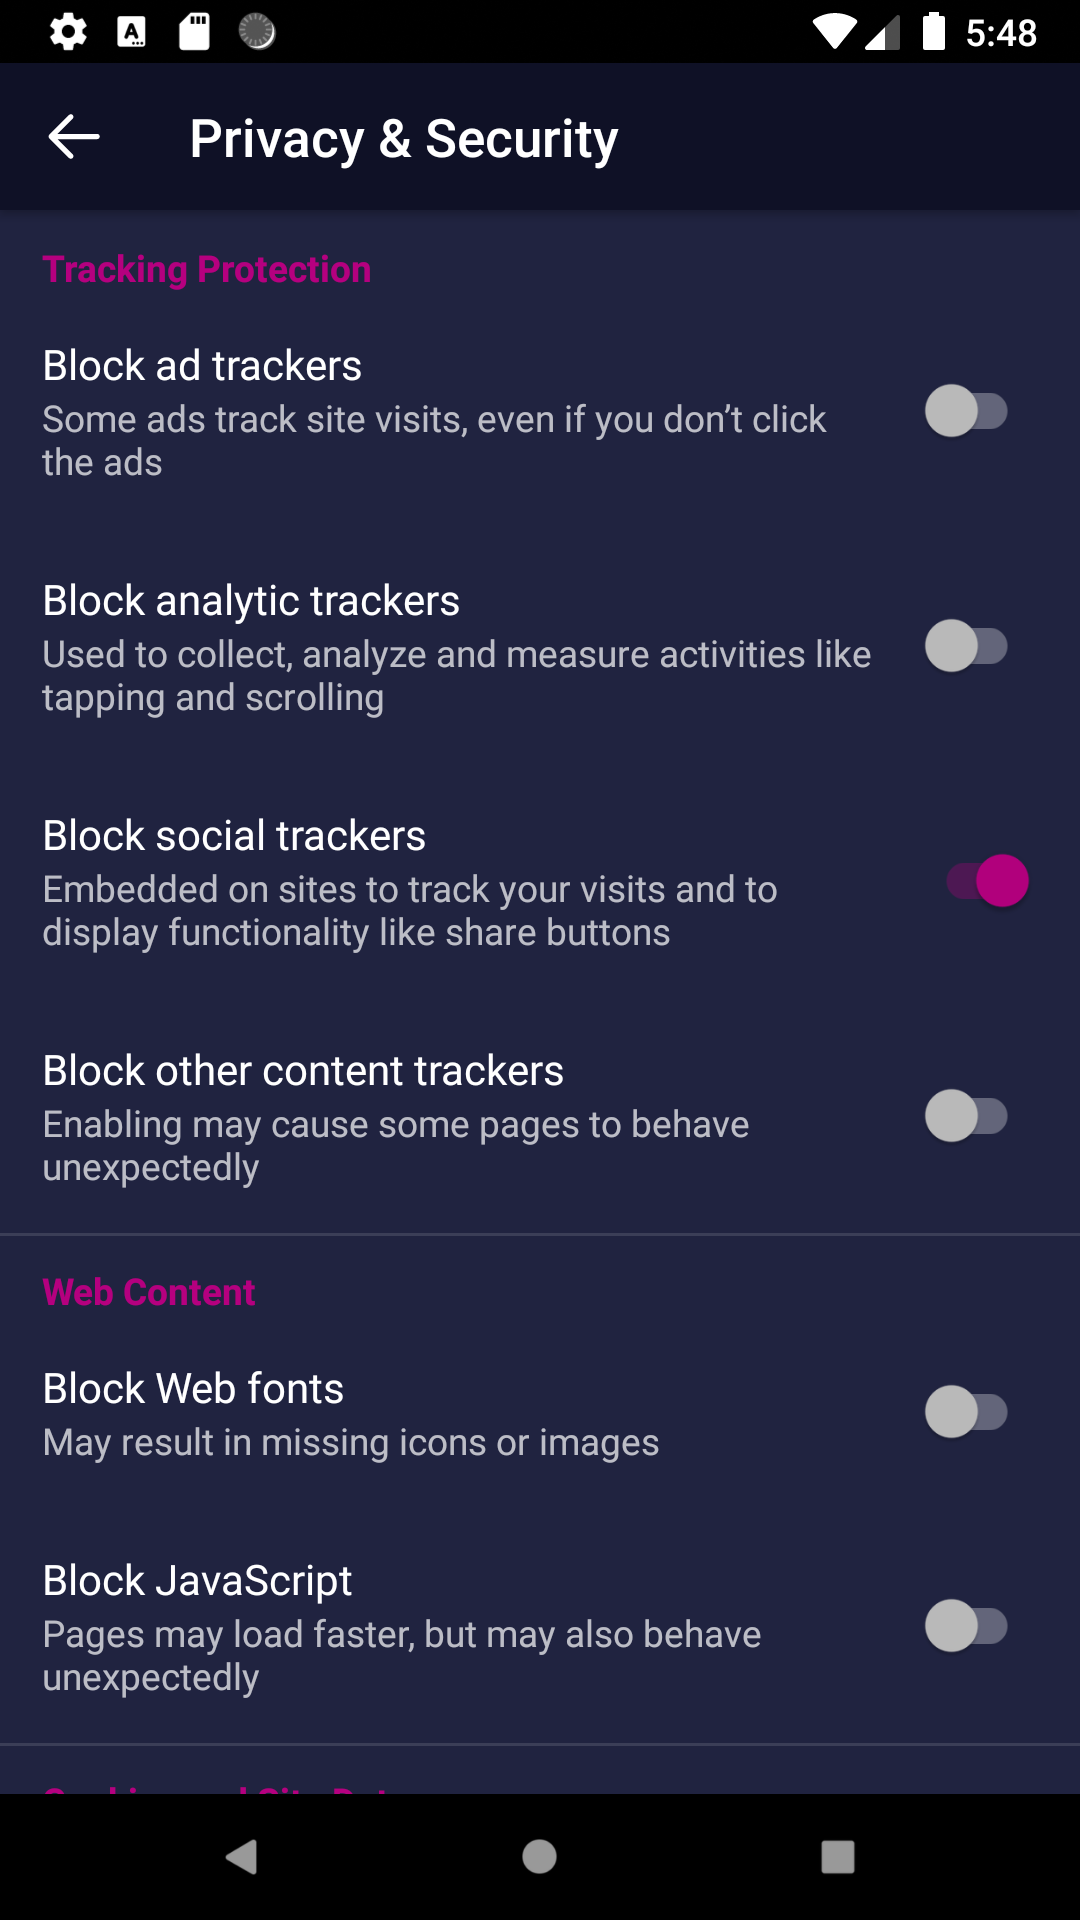 5:48
Privacy & Security
Tracking Protection
Block ad trackers
Some ads track site visits, even if you don’t click
the ads
Block analytic trackers
Used to collect, analyze and measure activities like
tapping and scrolling
Block social trackers
Embedded on sites to track your visits and to
display functionality like share buttons
Block other content trackers
Enabling may cause some pages to behave
unexpectedly
Web Content
Block Web fonts
May result in missing icons or images
Block JavaScript
Pages may load faster, but may also behave
unexpectedly